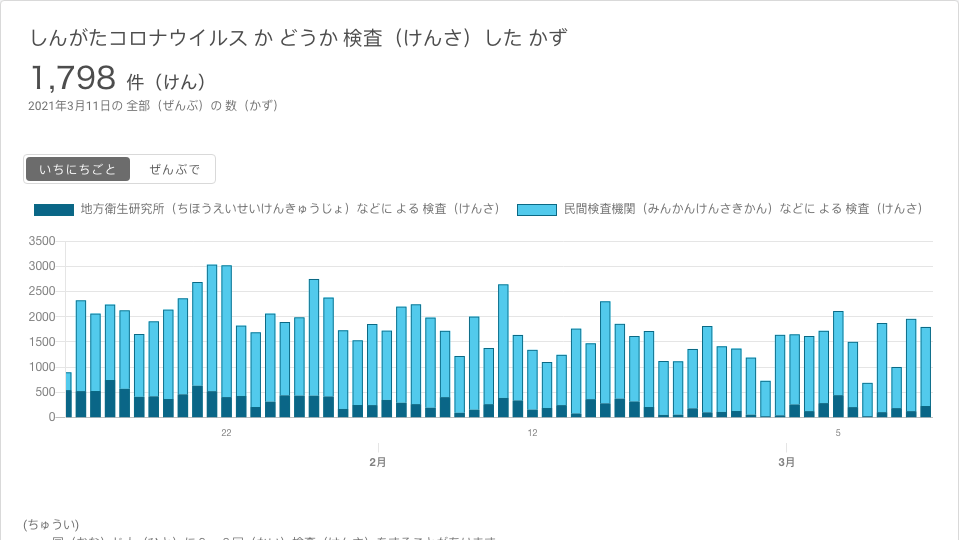 しんがたコロナウイルス か どうか 検査（けんさ）した かず
1,798 件（けん）
2021年3月11日の 全部（ぜんぶ）の 数（かず）
いちにちごと ぜんぶで
地方衛生研究所（ちほうえいせいけんきゅうじょ）などに よる 検査（けんさ） 民間検査機関（みんかんけんさきかん）などに よる 検査（けんさ）
3500
3000
2500
2000
1500
1000
500
0
22 12 5
2月 3月
(ちゅうい)